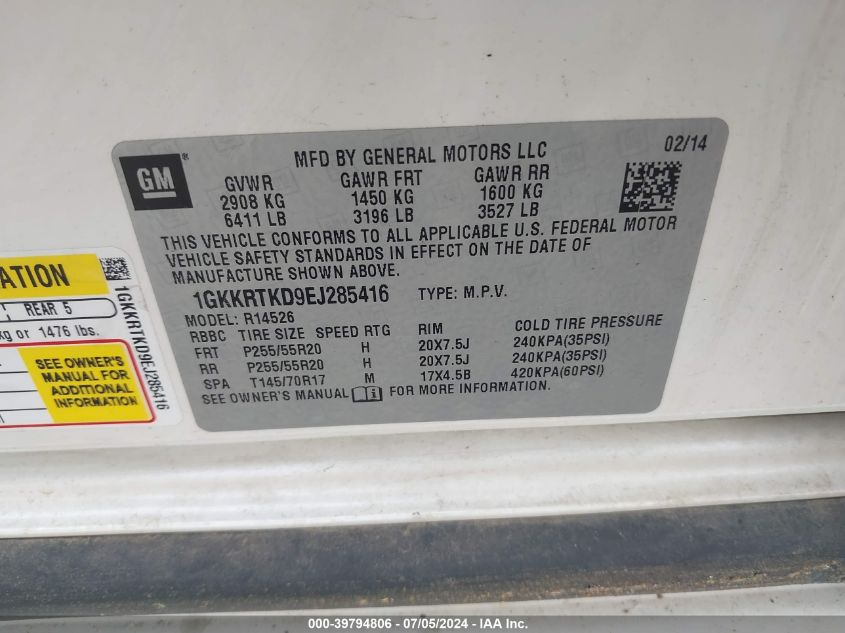 GM
®
MFD BY GENERAL MOTORS LLC
02/14
GVWR GAWR FRT GAWR RR
2908 KG 1450 KG 1600 KG
6411 LB 3196 LB 3527 LB
THIS VEHICLE CONFORMS TO ALL APPLICABLE U.S. FEDERAL MOTOR
VEHICLE SAFETY STANDARDS IN EFFECT ON THE DATE OF
MANUFACTURE SHOWN ABOVE.
1GKKRTKD9EJ285416 TYPE: M.P.V.
MODEL: R14526
RBBC TIRE SIZE SPEED RTG RIM COLD TIRE PRESSURE
FRT P255/55R20 H 20X7.5J 240KPA(35PSI)
RR P255/55R20 H 20X7.5J 240KPA(35PSI)
SPA T145/70R17 M 17X4.5B 420KPA(60PSI)
SEE OWNER'S MANUAL FOR MORE INFORMATION.
ATION
REAR 5
kg or 1476 lbs.
SEE OWNER'S
MANUAL FOR
ADDITIONAL
INFORMATION
1GKKRTKD9EJ285416
000-39794806 - 07/05/2024 - IAA Inc.